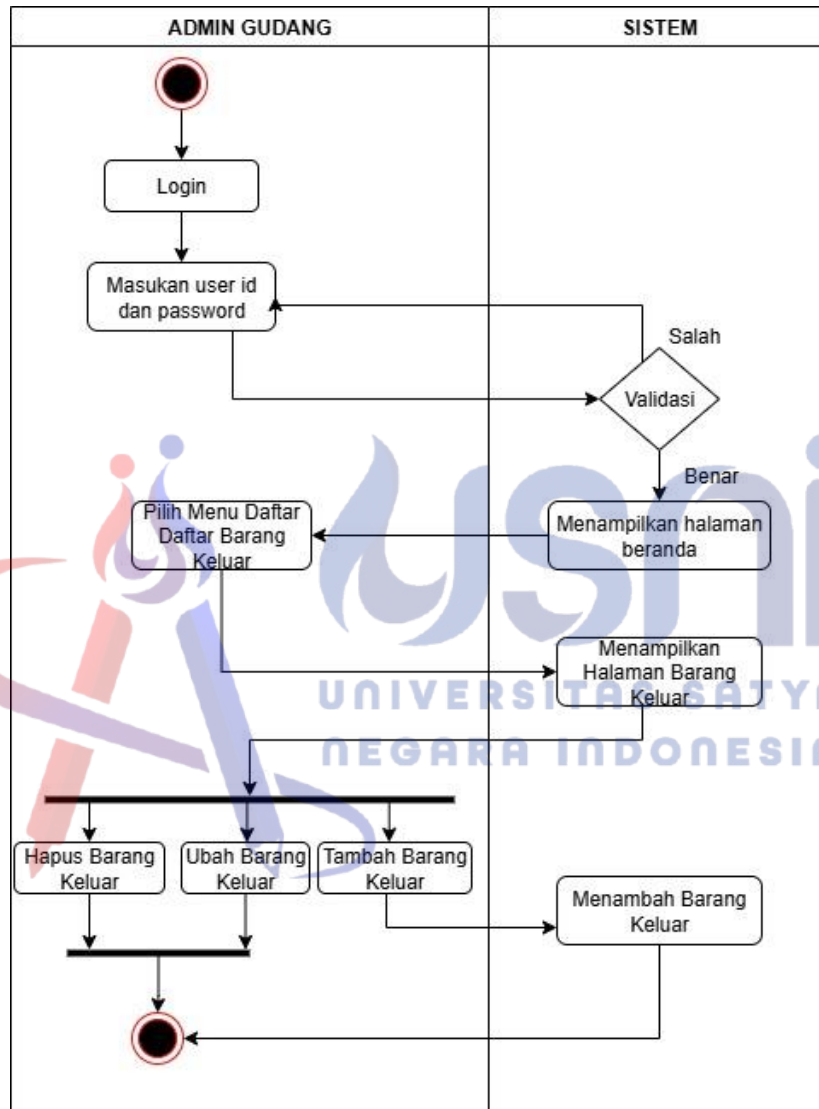 ADMIN GUDANG
SISTEM
Login
Masukan user id
dan password
Salah
Validasi
Benar
Pilih Menu Daftar
Daftar Barang
Keluar
Menampilkan halaman
beranda
usni
Menampilkan
Halaman Barang
Keluar
UNIVERSITAS SATYA
NEGARA INDONESIA
Hapus Barang
Keluar
Ubah Barang
Keluar
Tambah Barang
Keluar
Menambah Barang
Keluar